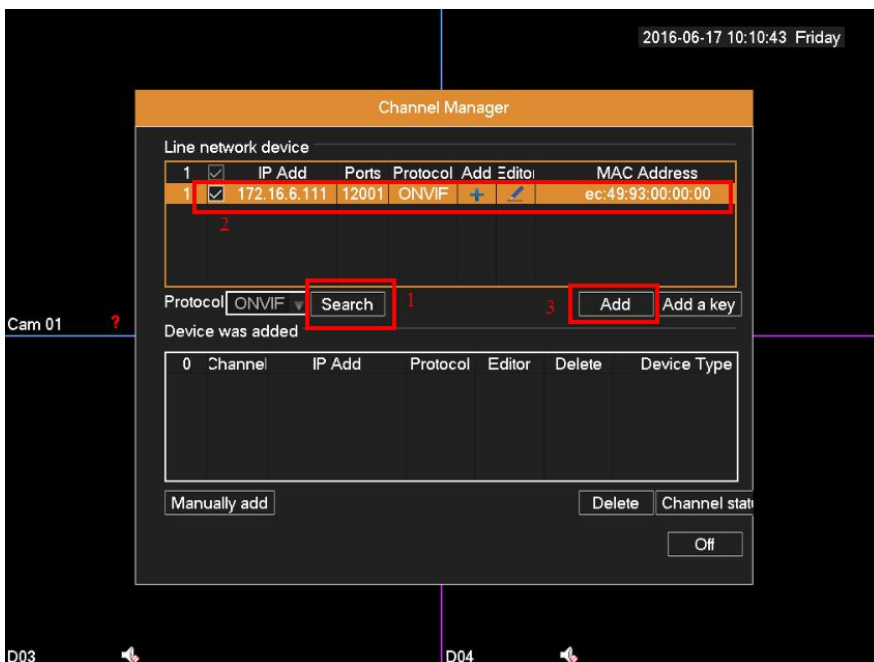 2016-06-17 10:10:43 Friday
Channel Manager
Line network device
1 IP Add Ports Protocol Add Editor MAC Address
1 172.16.6.111 12001 ONVIF + ec:49:93:00:00:00
2
Protocol ONVIF Search 1 3 Add Add a key
Cam 01 ?
Device was added
0 Channel IP Add Protocol Editor Delete Device Type
Manually add Delete Channel stat
Off
D03 D04